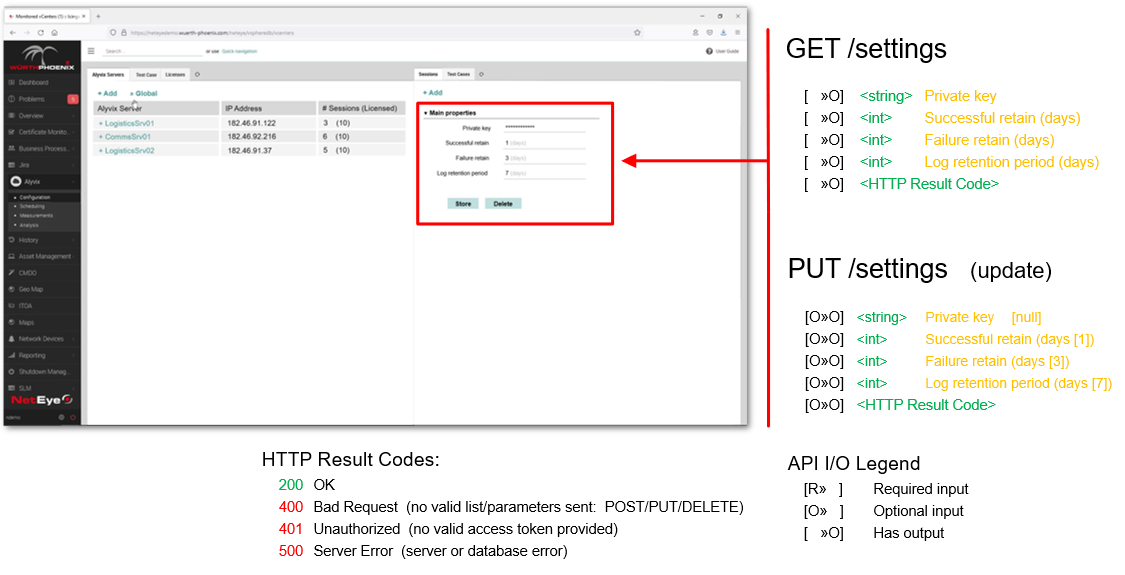 Monitored vCenters (1) :: Icinga
https://neteyedemo.wuerth-phoenix.com/neteye/vspheredb/vcenters
WÜRTHPHOENIX
Search ...
or use Quick navigation
User Guide
Dashboard
Problems 5
Overview
Certificate Monito...
Business Process...
Jira
Alyvix
Configuration
Scheduling
Measurements
Analysis
History
Asset Management
CMDO
Geo Map
ITOA
Maps
Network Devices
Reporting
Shutdown Manag...
SLM
NetEye
Alyvix Servers Test Case Licenses
+ Add » Global
Alyvix Server IP Address # Sessions (Licensed)
+ LogisticsSrv01 182.46.91.122 3 (10)
+ CommsSrv01 182.46.92.216 6 (10)
+ LogisticsSrv02 182.46.91.37 5 (10)
Sessions Test Cases
+ Add
▾ Main properties
Private key ************
Successful retain 1 (days)
Failure retain 3 (days)
Log retention period 7 (days)
Store Delete
GET /settings
[ »O] <string> Private key
[ »O] <int> Successful retain (days)
[ »O] <int> Failure retain (days)
[ »O] <int> Log retention period (days)
[ »O] <HTTP Result Code>
PUT /settings (update)
[O»O] <string> Private key [null]
[O»O] <int> Successful retain (days [1])
[O»O] <int> Failure retain (days [3])
[O»O] <int> Log retention period (days [7])
[O»O] <HTTP Result Code>
HTTP Result Codes:
200 OK
400 Bad Request (no valid list/parameters sent: POST/PUT/DELETE)
401 Unauthorized (no valid access token provided)
500 Server Error (server or database error)
API I/O Legend
[R» ] Required input
[O» ] Optional input
[ »O] Has output